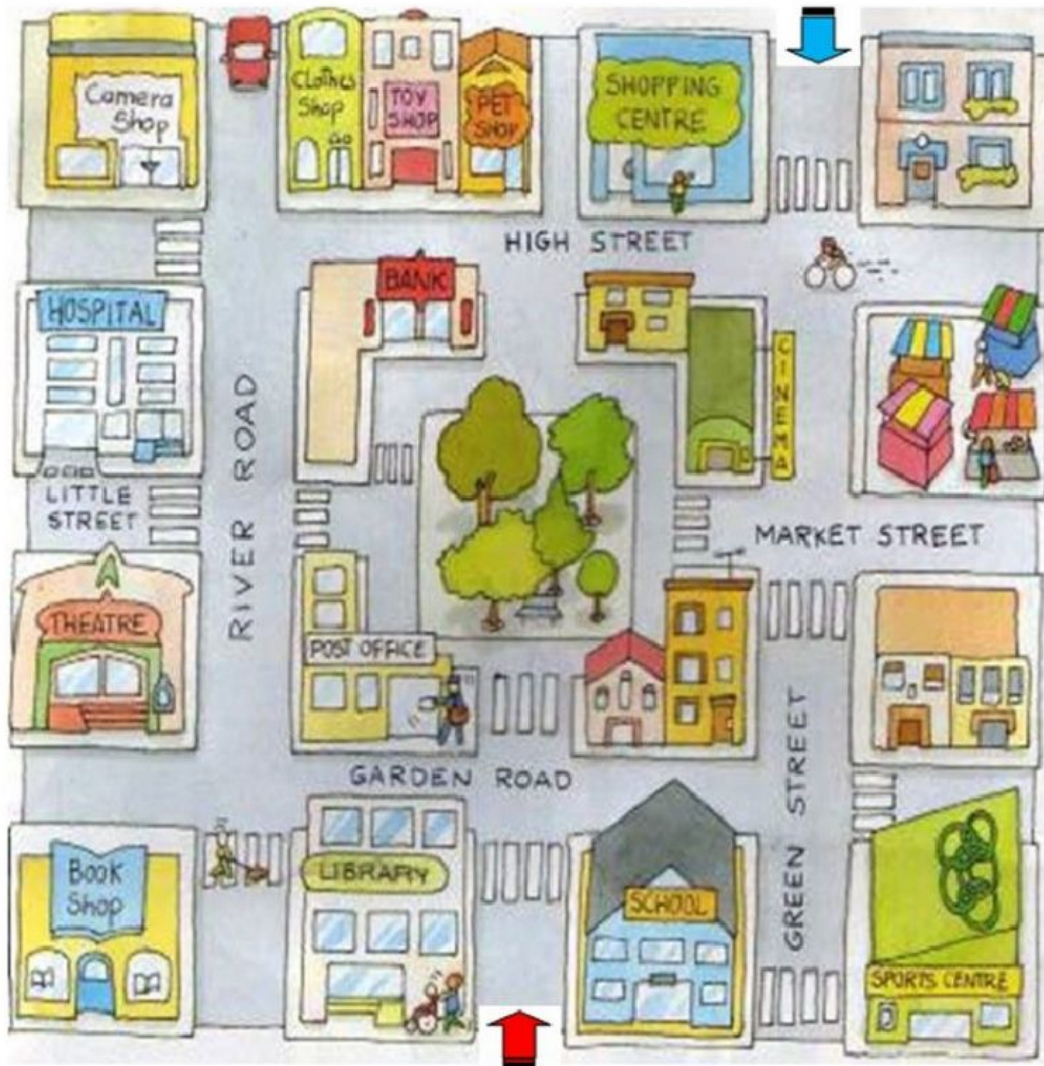 Camera
Shop
Clothes
Shop
TOY
SHOP
PET
SHOP
SHOPPING
CENTRE
HIGH STREET
HOSPITAL
BANK
CINEMA
RIVER ROAD
LITTLE
STREET
MARKET STREET
THEATRE
POST OFFICE
GARDEN ROAD
GREEN STREET
Book
Shop
LIBRARY
SCHOOL
SPORTS CENTRE